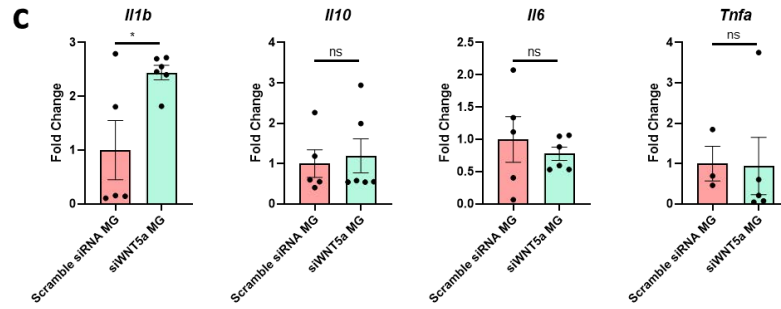 C
Il1b
Fold Change
3
2
1
0
*
Scramble siRNA MG
siWNT5a MG
Il10
Fold Change
4
3
2
1
0
ns
Scramble siRNA MG
siWNT5a MG
Il6
Fold Change
2.5
2.0
1.5
1.0
0.5
0.0
ns
Scramble siRNA MG
siWNT5a MG
Tnfa
Fold Change
4
3
2
1
0
ns
Scramble siRNA MG
siWNT5a MG